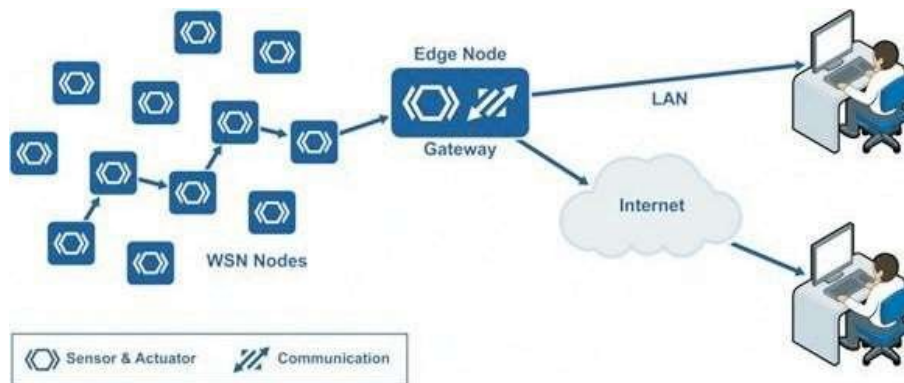 Edge Node
Gateway
LAN
Internet
WSN Nodes
Sensor & Actuator
Communication